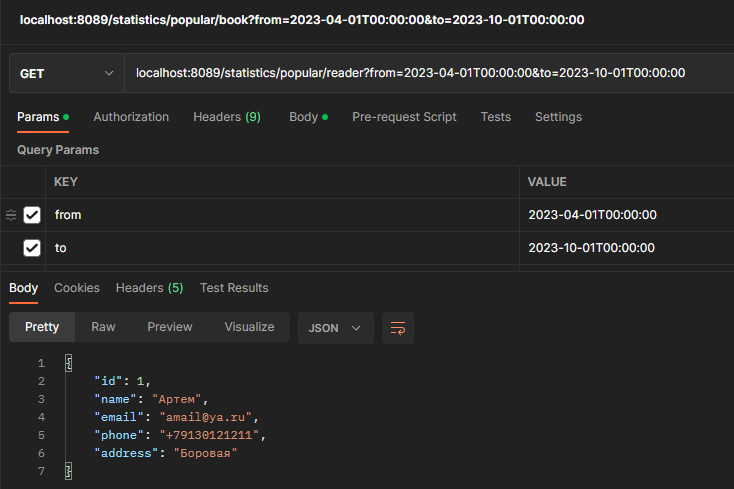 localhost:8089/statistics/popular/book?from=2023-04-01T00:00:00&to=2023-10-01T00:00:00
GET localhost:8089/statistics/popular/reader?from=2023-04-01T00:00:00&to=2023-10-01T00:00:00
Params Authorization Headers (9) Body Pre-request Script Tests Settings
Query Params
KEY VALUE
from 2023-04-01T00:00:00
to 2023-10-01T00:00:00
Body Cookies Headers (5) Test Results
Pretty Raw Preview Visualize JSON
1 {
2 "id": 1,
3 "name": "Артем",
4 "email": "amail@ya.ru",
5 "phone": "+79130121211",
6 "address": "Боровая"
7 }